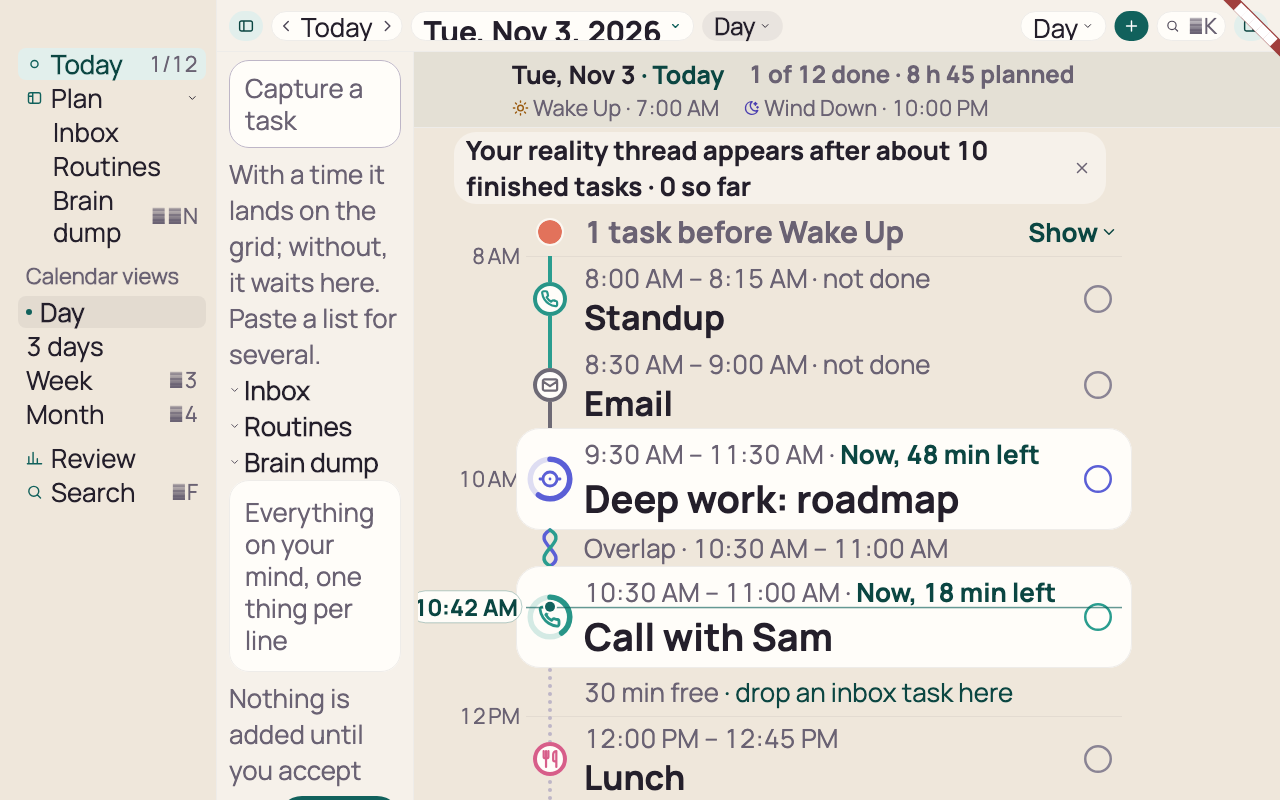 Today 1/12
Plan
Inbox
Routines
Brain dump N
Calendar views
Day
3 days
Week 3
Month 4
Review
Search F
Today
Tue, Nov 3, 2026
Day
Day
K
Capture a
task
With a time it
lands on the
grid; without,
it waits here.
Paste a list for
several.
Inbox
Routines
Brain dump
Everything
on your
mind, one
thing per
line
Nothing is
added until
you accept
Tue, Nov 3 · Today 1 of 12 done · 8 h 45 planned
Wake Up · 7:00 AM Wind Down · 10:00 PM
Your reality thread appears after about 10
finished tasks · 0 so far
1 task before Wake Up Show
8 AM
8:00 AM – 8:15 AM · not done
Standup
8:30 AM – 9:00 AM · not done
Email
9:30 AM – 11:30 AM · Now, 48 min left
10 AM
Deep work: roadmap
Overlap · 10:30 AM – 11:00 AM
10:30 AM – 11:00 AM · Now, 18 min left
10:42 AM
Call with Sam
30 min free · drop an inbox task here
12 PM
12:00 PM – 12:45 PM
Lunch